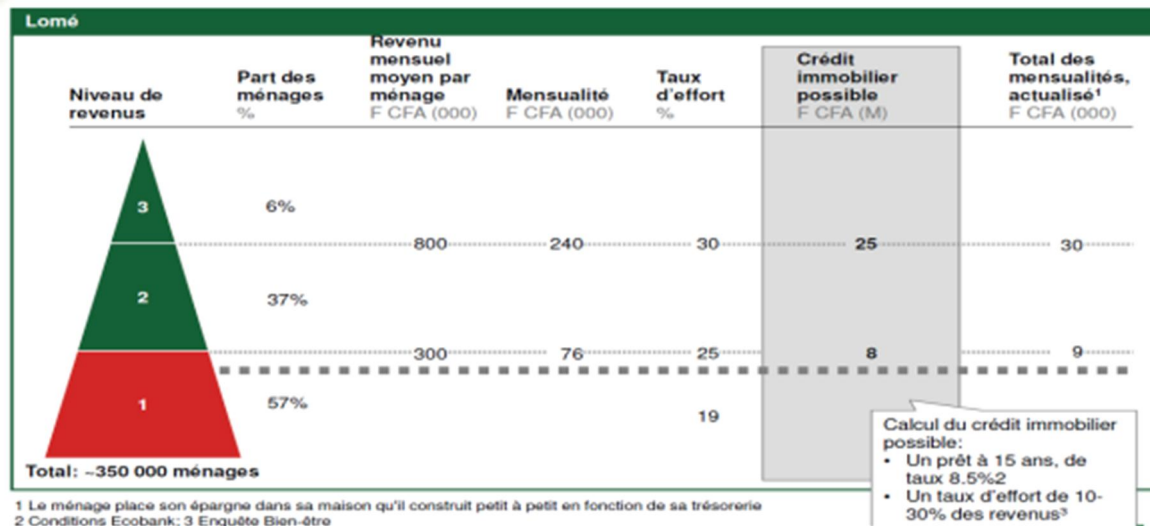 Lomé
Niveau de revenus
Part des ménages %
Revenu mensuel moyen par ménage F CFA (000)
Mensualité F CFA (000)
Taux d'effort %
Crédit immobilier possible F CFA (M)
Total des mensualités, actualisé¹ F CFA (000)
3 6%
800 240 30 25 30
2 37%
300 76 25 8 9
1 57% 19
Total: ~350 000 ménages
Calcul du crédit immobilier
possible:
• Un prêt à 15 ans, de
taux 8.5%2
• Un taux d'effort de 10-
30% des revenus³
1 Le ménage place son épargne dans sa maison qu'il construit petit à petit en fonction de sa trésorerie
2 Conditions Ecobank; 3 Enquête Bien-être